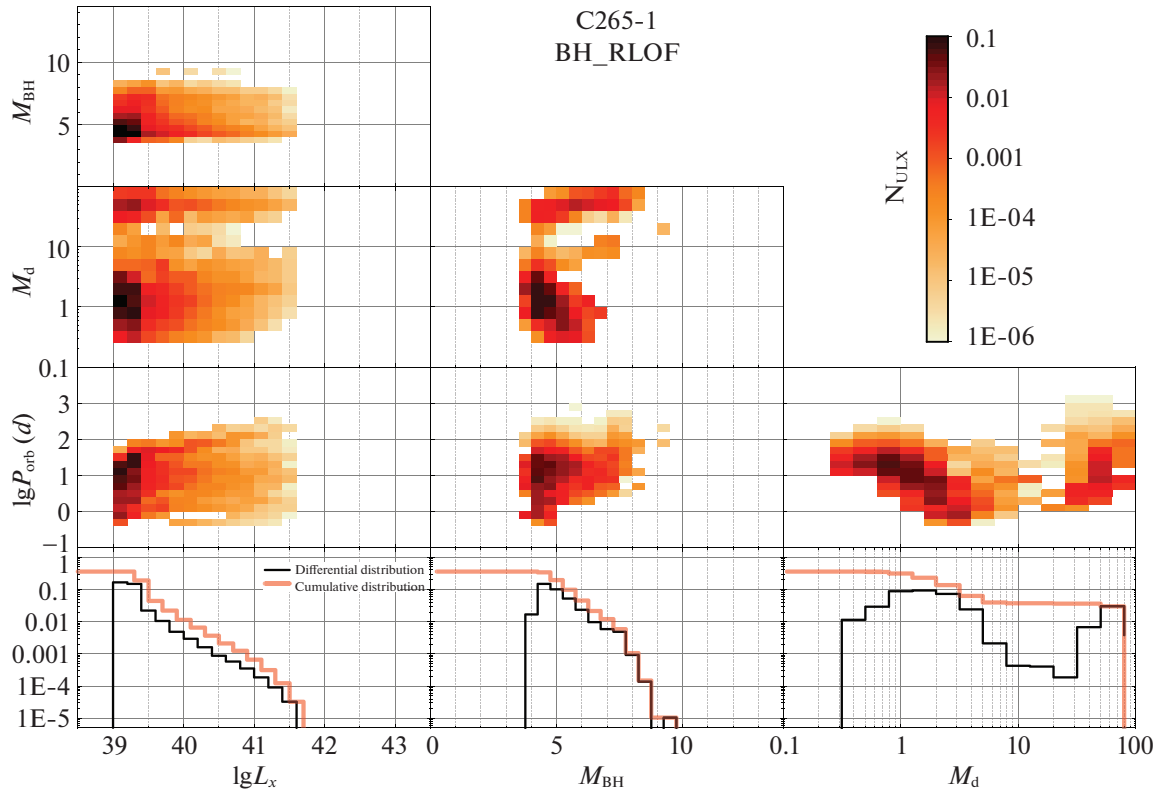 C265-1
BH_RLOF
10
5
M_BH
0.1
0.01
0.001
1E-04
1E-05
1E-06
N_ULX
10
1
0.1
M_d
3
2
1
0
−1
lgP_orb (d)
1
0.1
0.01
0.001
1E-4
1E-5
Differential distribution
Cumulative distribution
39 40 41 42 43
0 5 10
0.1 1 10 100
lgL_x
M_BH
M_d